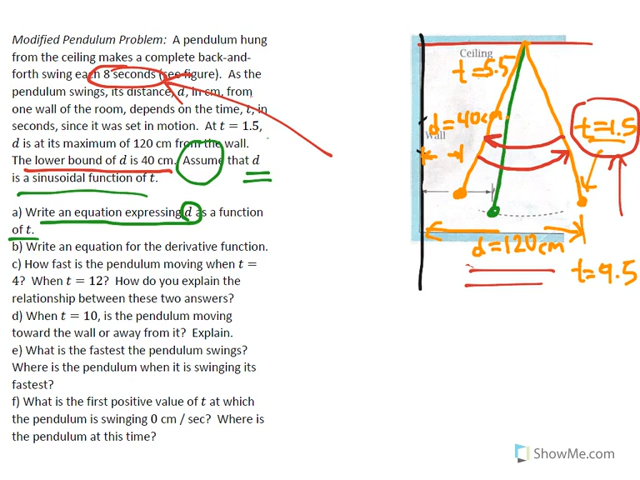 Modified Pendulum Problem: A pendulum hung
from the ceiling makes a complete back-and-
forth swing each 8 seconds (see figure). As the
pendulum swings, its distance, d, in cm, from
one wall of the room, depends on the time, t, in
seconds, since it was set in motion. At t = 1.5,
d is at its maximum of 120 cm from the wall.
The lower bound of d is 40 cm. Assume that d
is a sinusoidal function of t.
a) Write an equation expressing d as a function
of t.
b) Write an equation for the derivative function.
c) How fast is the pendulum moving when t =
4? When t = 12? How do you explain the
relationship between these two answers?
d) When t = 10, is the pendulum moving
toward the wall or away from it? Explain.
e) What is the fastest the pendulum swings?
Where is the pendulum when it is swinging its
fastest?
f) What is the first positive value of t at which
the pendulum is swinging 0 cm / sec? Where is
the pendulum at this time?
Ceiling
t=5.5
d=40cm
Wall
t=1.5
d=120cm
t=9.5
ShowMe.com